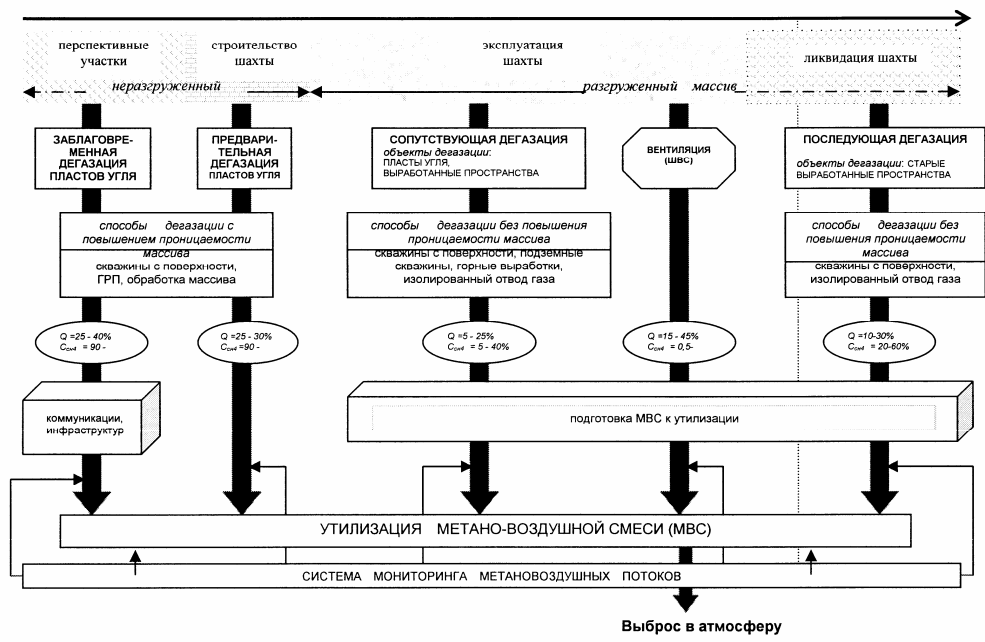 перспективные
участки
строительство
шахты
эксплуатация
шахты
ликвидация шахты
неразгруженный
разгруженный массив
ЗАБЛАГОВРЕ-
МЕННАЯ
ДЕГАЗАЦИЯ
ПЛАСТОВ УГЛЯ
ПРЕДВАРИ-
ТЕЛЬНАЯ
ДЕГАЗАЦИЯ
ПЛАСТОВ УГЛЯ
СОПУТСТВУЮЩАЯ ДЕГАЗАЦИЯ
объекты дегазации:
ПЛАСТЫ УГЛЯ,
ВЫРАБОТАННЫЕ ПРОСТРАНСТВА
ВЕНТИЛЯЦИЯ
(ШВС)
ПОСЛЕДУЮЩАЯ ДЕГАЗАЦИЯ
объекты дегазации: СТАРЫЕ
ВЫРАБОТАННЫЕ ПРОСТРАНСТВА
способы дегазации с
повышением проницаемости
массива
скважины с поверхности,
ГРП, обработка массива
способы дегазации без повышения
проницаемости массива
скважины с поверхности, подземные
скважины, горные выработки,
изолированный отвод газа
способы дегазации без
повышения проницаемости
массива
скважины с поверхности,
изолированный отвод газа
Q =25 - 40%
Cсн4 = 90 -
Q =25 - 30%
Cсн4 =90 -
Q =5 - 25%
Cсн4 = 5 - 40%
Q =15 - 45%
Cсн4 = 0,5-
Q =10-30%
Cсн4 = 20-60%
коммуникации,
инфраструктур
подготовка МВС к утилизации
УТИЛИЗАЦИЯ МЕТАНО-ВОЗДУШНОЙ СМЕСИ (МВС)
СИСТЕМА МОНИТОРИНГА МЕТАНОВОЗДУШНЫХ ПОТОКОВ
Выброс в атмосферу